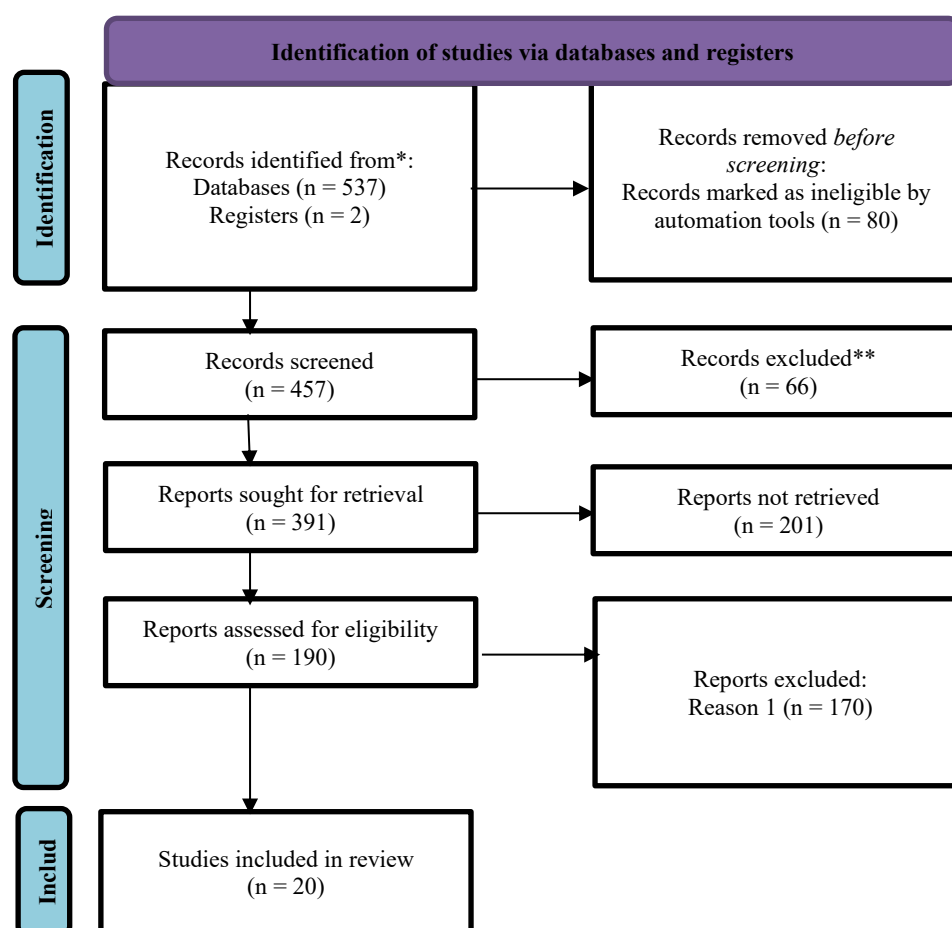 Identification of studies via databases and registers
Identification
Records identified from*:
Databases (n = 537)
Registers (n = 2)
Records removed before
screening:
Records marked as ineligible by
automation tools (n = 80)
Screening
Records screened
(n = 457)
Records excluded**
(n = 66)
Reports sought for retrieval
(n = 391)
Reports not retrieved
(n = 201)
Reports assessed for eligibility
(n = 190)
Reports excluded:
Reason 1 (n = 170)
Includ
Studies included in review
(n = 20)